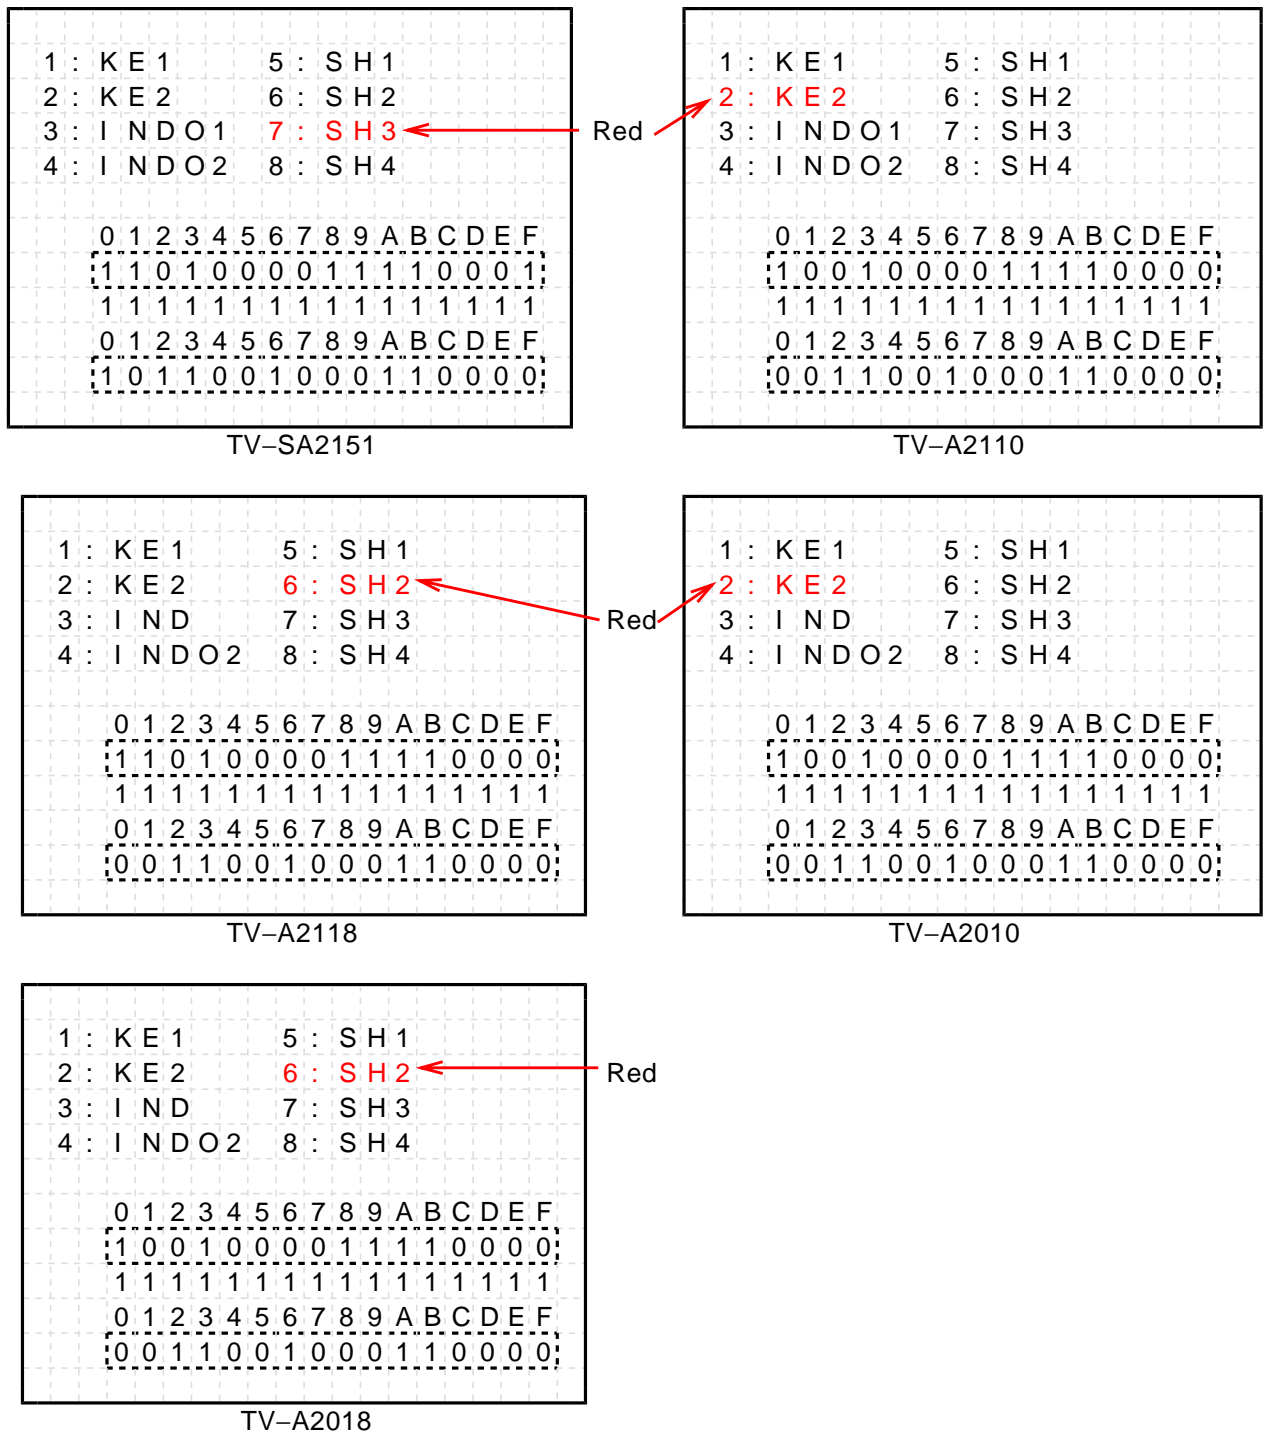 1 : KE1 5 : SH1
2 : KE2 6 : SH2
3 : INDO1 7 : SH3
4 : INDO2 8 : SH4
0 1 2 3 4 5 6 7 8 9 A B C D E F
1 1 0 1 0 0 0 0 1 1 1 1 0 0 0 1
1 1 1 1 1 1 1 1 1 1 1 1 1 1 1 1
0 1 2 3 4 5 6 7 8 9 A B C D E F
1 0 1 1 0 0 1 0 0 0 1 1 0 0 0 0
TV–SA2151
Red
1 : KE1 5 : SH1
2 : KE2 6 : SH2
3 : INDO1 7 : SH3
4 : INDO2 8 : SH4
0 1 2 3 4 5 6 7 8 9 A B C D E F
1 0 0 1 0 0 0 0 1 1 1 1 0 0 0 0
1 1 1 1 1 1 1 1 1 1 1 1 1 1 1 1
0 1 2 3 4 5 6 7 8 9 A B C D E F
0 0 1 1 0 0 1 0 0 0 1 1 0 0 0 0
TV–A2110
1 : KE1 5 : SH1
2 : KE2 6 : SH2
3 : IND 7 : SH3
4 : INDO2 8 : SH4
0 1 2 3 4 5 6 7 8 9 A B C D E F
1 1 0 1 0 0 0 0 1 1 1 1 0 0 0 0
1 1 1 1 1 1 1 1 1 1 1 1 1 1 1 1
0 1 2 3 4 5 6 7 8 9 A B C D E F
0 0 1 1 0 0 1 0 0 0 1 1 0 0 0 0
TV–A2118
Red
1 : KE1 5 : SH1
2 : KE2 6 : SH2
3 : IND 7 : SH3
4 : INDO2 8 : SH4
0 1 2 3 4 5 6 7 8 9 A B C D E F
1 0 0 1 0 0 0 0 1 1 1 1 0 0 0 0
1 1 1 1 1 1 1 1 1 1 1 1 1 1 1 1
0 1 2 3 4 5 6 7 8 9 A B C D E F
0 0 1 1 0 0 1 0 0 0 1 1 0 0 0 0
TV–A2010
1 : KE1 5 : SH1
2 : KE2 6 : SH2
3 : IND 7 : SH3
4 : INDO2 8 : SH4
0 1 2 3 4 5 6 7 8 9 A B C D E F
1 0 0 1 0 0 0 0 1 1 1 1 0 0 0 0
1 1 1 1 1 1 1 1 1 1 1 1 1 1 1 1
0 1 2 3 4 5 6 7 8 9 A B C D E F
0 0 1 1 0 0 1 0 0 0 1 1 0 0 0 0
TV–A2018
Red